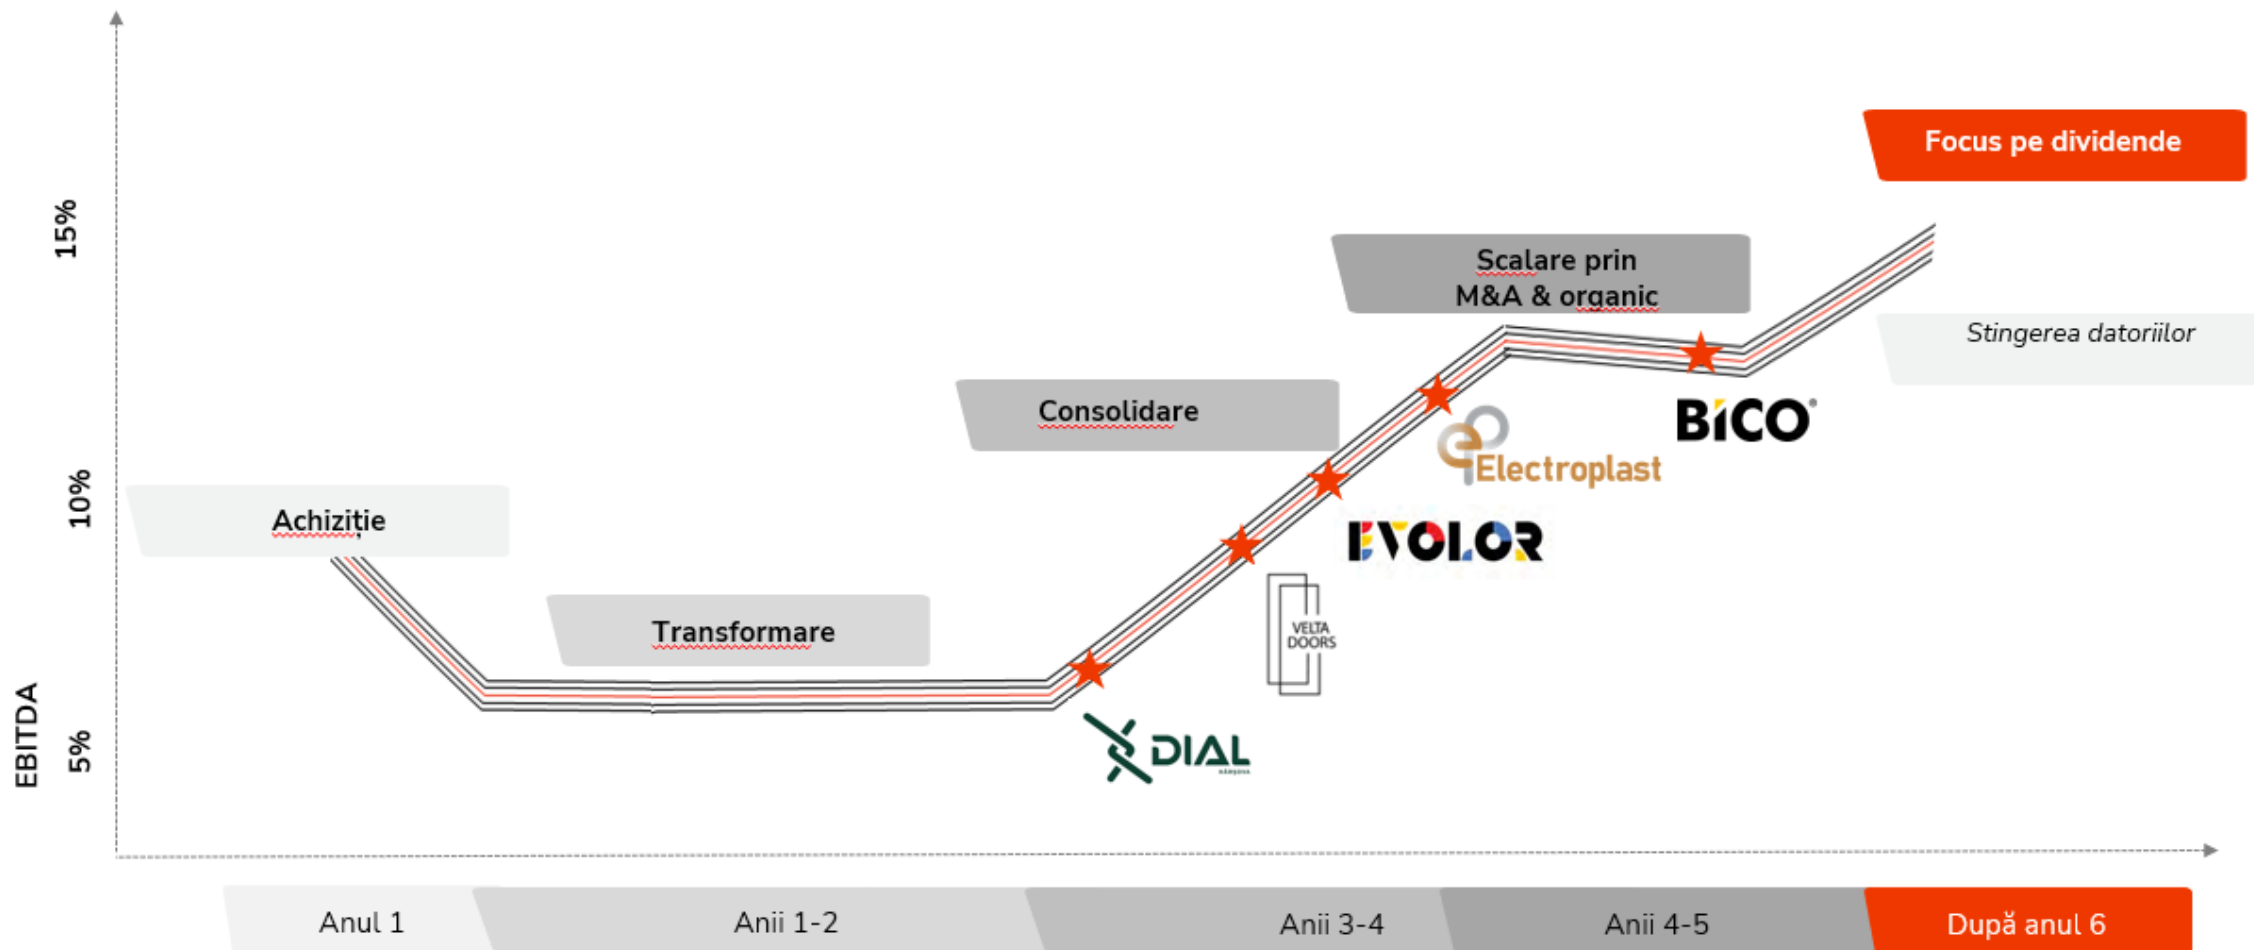 Focus pe dividende
15%
Scalare prin
M&A & organic
Stingerea datoriilor
Consolidare
BICO®
ep
Electroplast
10%
Achiziție
EVOLOR
VELTA
DOORS
Transformare
DIAL
EBITDA
5%
Anul 1
Anii 1-2
Anii 3-4
Anii 4-5
După anul 6